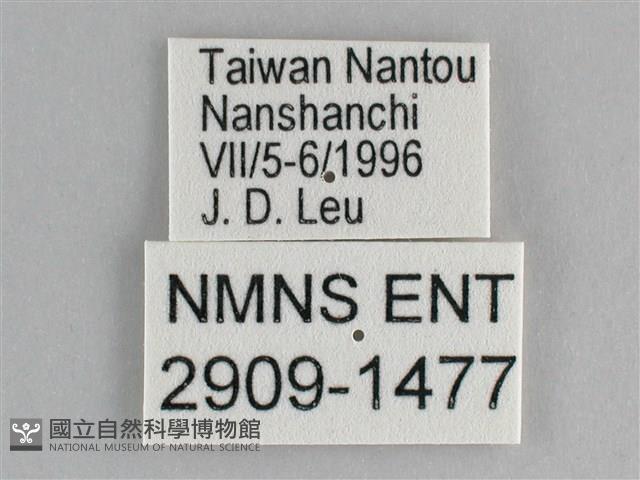 Taiwan Nantou
Nanshanchi
VII/5-6/1996
J. D. Leu
NMNS ENT
2909-1477
國立自然科學博物館
NATIONAL MUSEUM OF NATURAL SCIENCE